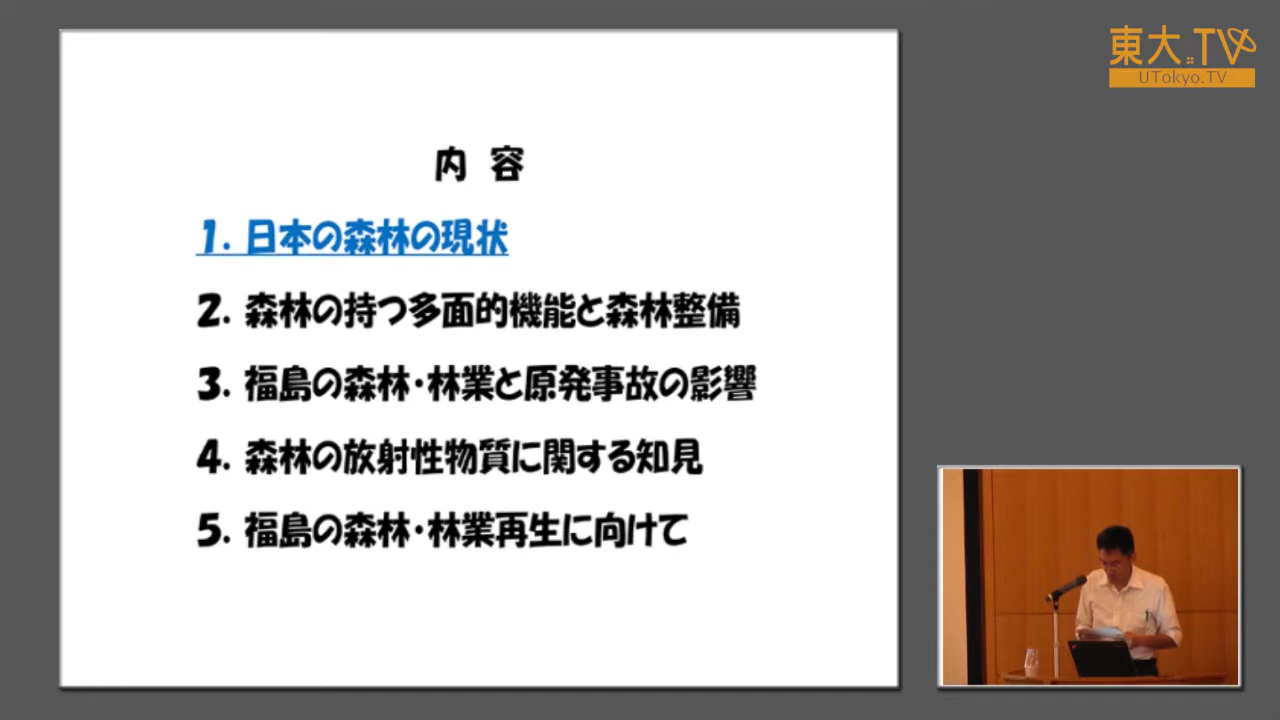 東大.TV
UTokyo.TV
内 容
1. 日本の森林の現状
2. 森林の持つ多面的機能と森林整備
3. 福島の森林・林業と原発事故の影響
4. 森林の放射性物質に関する知見
5. 福島の森林・林業再生に向けて